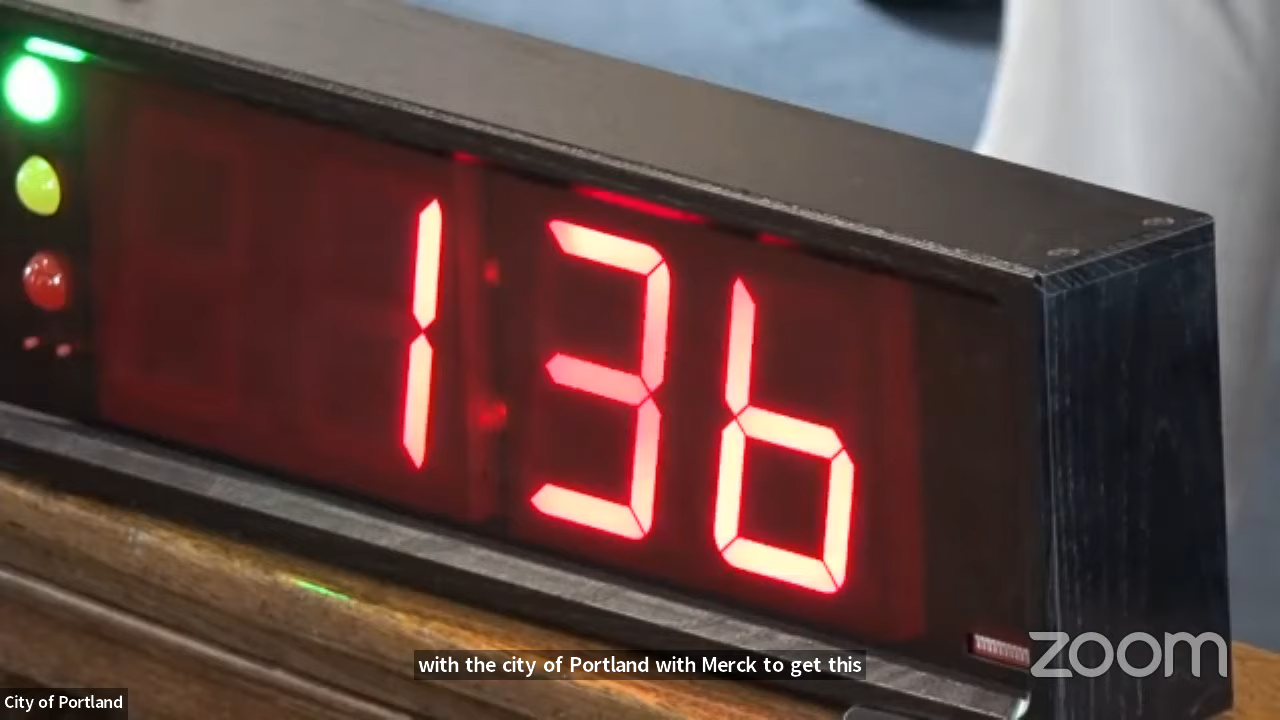 136
with the city of Portland with Merck to get this
zoom
City of Portland